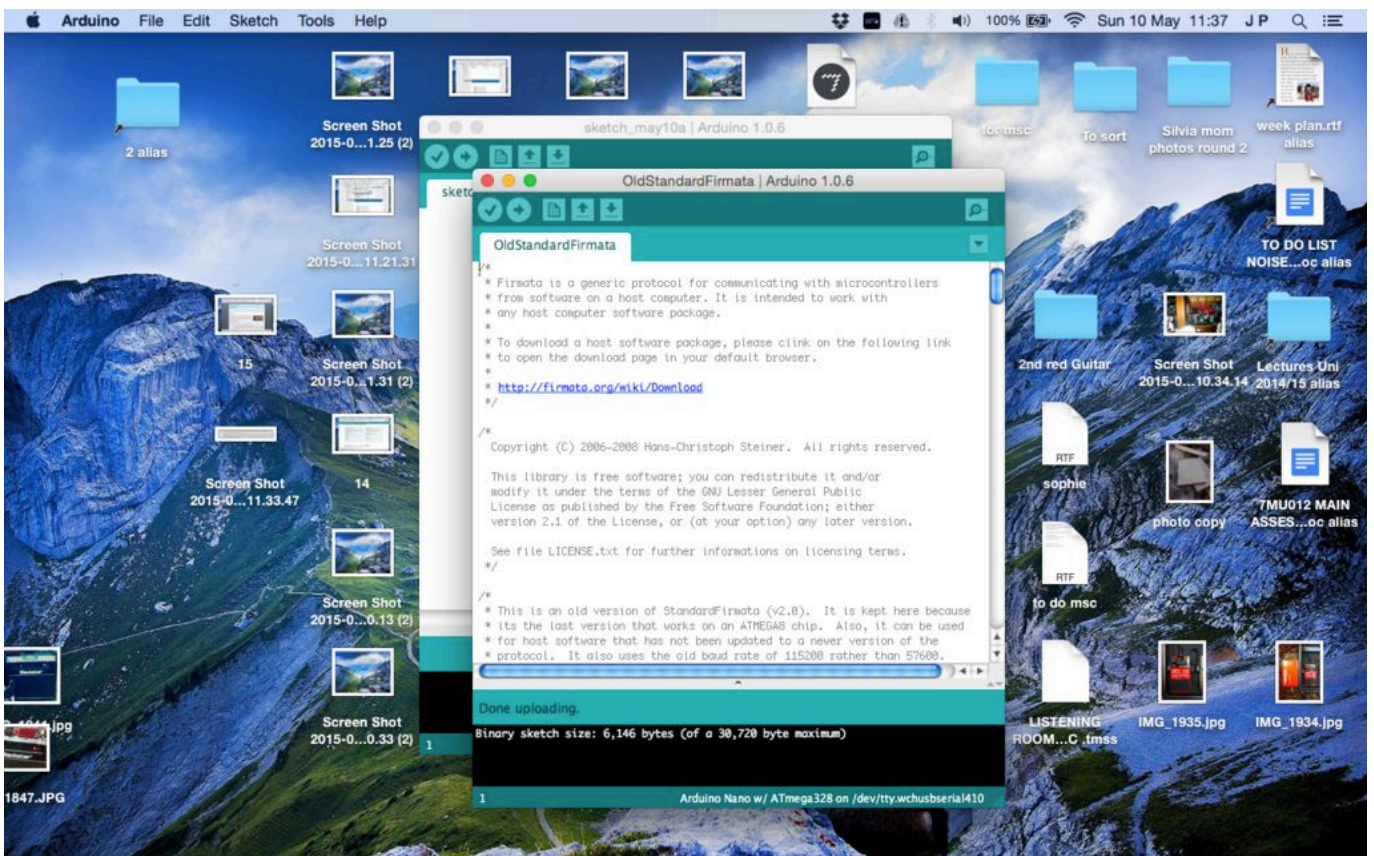 Arduino File Edit Sketch Tools Help 100% Sun 10 May 11:37 J P
2 alias
Screen Shot
2015-0...1.25 (2)
Screen Shot
2015-0...11.21.31
15
Screen Shot
2015-0...1.31 (2)
Screen Shot
2015-0...11.33.47
14
Screen Shot
2015-0...0.13 (2)
Screen Shot
2015-0...0.33 (2)
1847.JPG
sketch_may10a | Arduino 1.0.6
1
OldStandardFirmata | Arduino 1.0.6
OldStandardFirmata
/*
* Firmata is a generic protocol for communicating with microcontrollers
* from software on a host computer. It is intended to work with
* any host computer software package.
*
* To download a host software package, please clink on the following link
* to open the download page in your default browser.
*
* http://firmata.org/wiki/Download
*/
/*
Copyright (C) 2006-2008 Hans-Christoph Steiner. All rights reserved.
This library is free software; you can redistribute it and/or
modify it under the terms of the GNU Lesser General Public
License as published by the Free Software Foundation; either
version 2.1 of the License, or (at your option) any later version.
See file LICENSE.txt for further informations on licensing terms.
*/
/*
* This is an old version of StandardFirmata (v2.0). It is kept here because
* its the last version that works on an ATMEGA8 chip. Also, it can be used
* for host software that has not been updated to a newer version of the
* protocol. It also uses the old baud rate of 115200 rather than 57600.
Done uploading.
Binary sketch size: 6,146 bytes (of a 30,720 byte maximum)
1 Arduino Nano w/ ATmega328 on /dev/tty.wchusbserial410
for msc
To sort
Silvia mom
photos round 2
week plan.rtf
alias
TO DO LIST
NOISE...oc alias
2nd red Guitar
Screen Shot
2015-0...10.34.14
Lectures Uni
2014/15 alias
RTF
sophie
photo copy
7MU012 MAIN
ASSES...oc alias
RTF
to do msc
LISTENING
ROOM...C .tmss
IMG_1935.jpg
IMG_1934.jpg